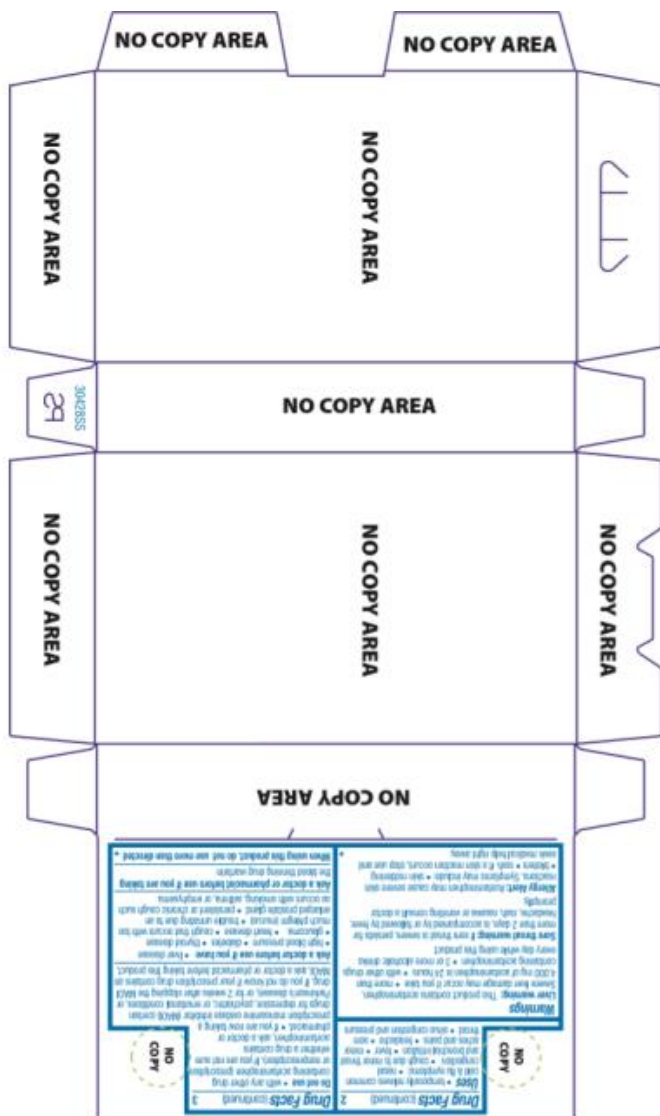 NO COPY AREA
NO COPY AREA
NO COPY AREA
NO COPY AREA
30428SS
PS
NO COPY AREA
NO COPY AREA
NO COPY AREA
NO COPY AREA
NO COPY AREA
Drug Facts (continued) 2
Uses • temporarily relieves common
cold & flu symptoms: • nasal
congestion • cough due to minor throat
and bronchial irritation • fever • minor
aches and pains • headache • sore
throat • sinus congestion and pressure
NO
COPY
Warnings
Liver warning: This product contains acetaminophen.
Severe liver damage may occur if you take • more than
4,000 mg of acetaminophen in 24 hours • with other drugs
containing acetaminophen • 3 or more alcoholic drinks
every day while using this product
Sore throat warning: if sore throat is severe, persists for
more than 2 days, is accompanied by or followed by fever,
headache, rash, nausea or vomiting consult a doctor
promptly.
Allergy Alert: Acetaminophen may cause severe skin
reactions. Symptoms may include: • skin reddening
• blisters • rash. If a skin reaction occurs, stop use and
seek medical help right away.
Drug Facts (continued) 3
Do not use • with any other drug
containing acetaminophen (prescription
or nonprescription). If you are not sure
whether a drug contains
acetaminophen, ask a doctor or
pharmacist. • if you are now taking a
prescription monoamine oxidase inhibitor (MAOI) (certain
drugs for depression, psychiatric, or emotional conditions, or
Parkinson's disease), or for 2 weeks after stopping the MAOI
drug. If you do not know if your prescription drug contains an
MAOI, ask a doctor or pharmacist before taking this product.
NO
COPY
Ask a doctor before use if you have • liver disease
• high blood pressure • diabetes • thyroid disease
• glaucoma • heart disease • cough that occurs with too
much phlegm (mucus) • trouble urinating due to an
enlarged prostate gland • persistent or chronic cough such
as occurs with smoking, asthma, or emphysema
Ask a doctor or pharmacist before use if you are taking
the blood thinning drug warfarin
When using this product, do not use more than directed